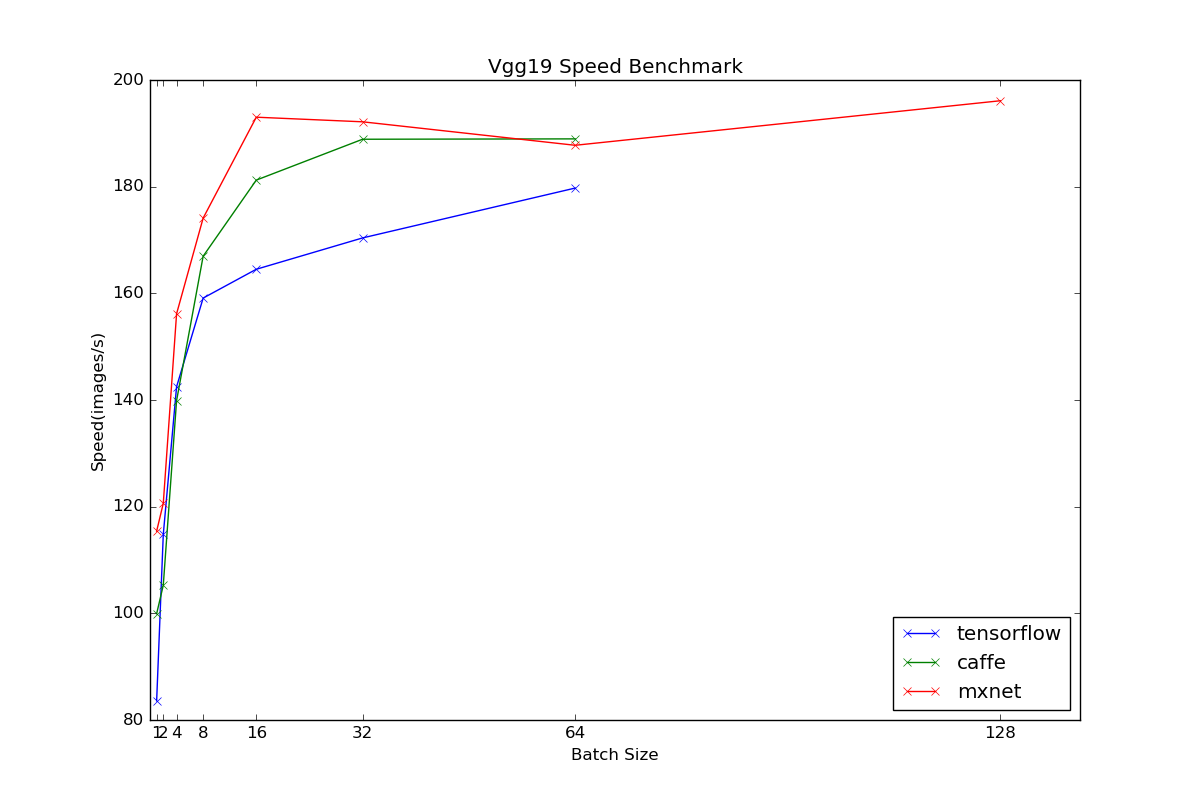 Vgg19 Speed Benchmark
200
180
160
140
120
100
80
Speed(images/s)
1 2 4 8 16 32 64 128
Batch Size
tensorflow
caffe
mxnet